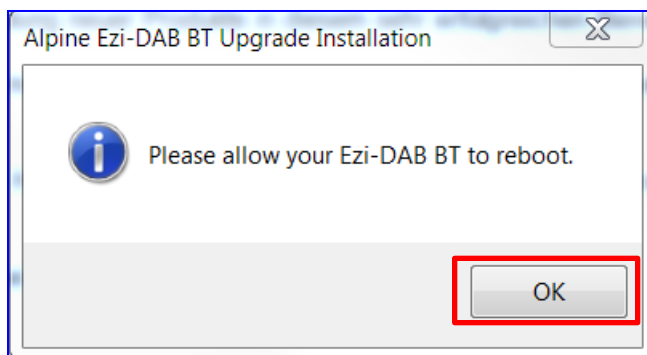 Alpine Ezi-DAB BT Upgrade Installation
Please allow your Ezi-DAB BT to reboot.
OK